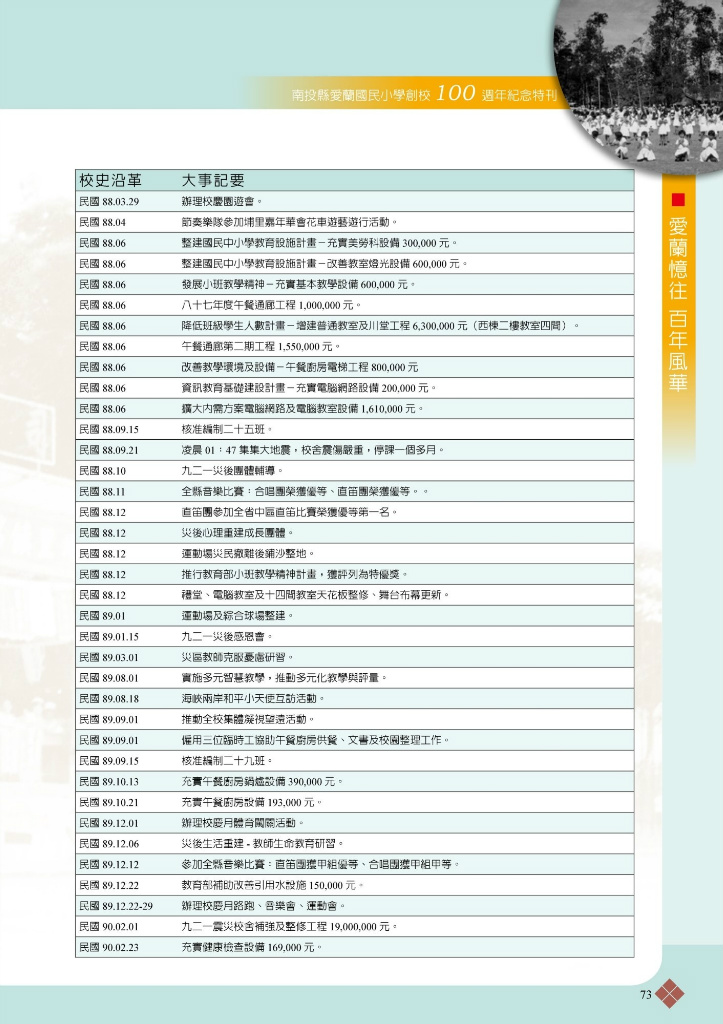 南投縣愛蘭國民小學創校 100 週年紀念特刊
愛蘭憶往 百年風華
校史沿革 大事記要
民國 88.03.29 辦理校慶園遊會。
民國 88.04 節奏樂隊參加埔里嘉年華會花車遊藝遊行活動。
民國 88.06 整建國民中小學教育設施計畫－充實美勞科設備 300,000 元。
民國 88.06 整建國民中小學教育設施計畫－改善教室燈光設備 600,000 元。
民國 88.06 發展小班教學精神－充實基本教學設備 600,000 元。
民國 88.06 八十七年度午餐通廊工程 1,000,000 元。
民國 88.06 降低班級學生人數計畫－增建普通教室及川堂工程 6,300,000 元（西棟二樓教室四間）。
民國 88.06 午餐通廊第二期工程 1,550,000 元。
民國 88.06 改善教學環境及設備－午餐廚房電梯工程 800,000 元
民國 88.06 資訊教育基礎建設計畫－充實電腦網路設備 200,000 元。
民國 88.06 擴大內需方案電腦網路及電腦教室設備 1,610,000 元。
民國 88.09.15 核准編制二十五班。
民國 88.09.21 凌晨 01：47 集集大地震，校舍震傷嚴重，停課一個多月。
民國 88.10 九二一災後團體輔導。
民國 88.11 全縣音樂比賽：合唱團榮獲優等、直笛團榮獲優等。。
民國 88.12 直笛團參加全省中區直笛比賽榮獲優等第一名。
民國 88.12 災後心理重建成長團體。
民國 88.12 運動場災民撤離後鋪沙整地。
民國 88.12 推行教育部小班教學精神計畫，獲評列為特優獎。
民國 88.12 禮堂、電腦教室及十四間教室天花板整修、舞台布幕更新。
民國 89.01 運動場及綜合球場整建。
民國 89.01.15 九二一災後感恩會。
民國 89.03.01 災區教師克服憂慮研習。
民國 89.08.01 實施多元智慧教學，推動多元化教學與評量。
民國 89.08.18 海峽兩岸和平小天使互訪活動。
民國 89.09.01 推動全校集體凝視望遠活動。
民國 89.09.01 僱用三位臨時工協助午餐廚房供餐、文書及校園整理工作。
民國 89.09.15 核准編制二十九班。
民國 89.10.13 充實午餐廚房鍋爐設備 390,000 元。
民國 89.10.21 充實午餐廚房設備 193,000 元。
民國 89.12.01 辦理校慶月體育闖關活動。
民國 89.12.06 災後生活重建 - 教師生命教育研習。
民國 89.12.12 參加全縣音樂比賽：直笛團獲甲組優等、合唱團獲甲組甲等。
民國 89.12.22 教育部補助改善引用水設施 150,000 元。
民國 89.12.22-29 辦理校慶月路跑、音樂會、運動會。
民國 90.02.01 九二一震災校舍補強及整修工程 19,000,000 元。
民國 90.02.23 充實健康檢查設備 169,000 元。
73